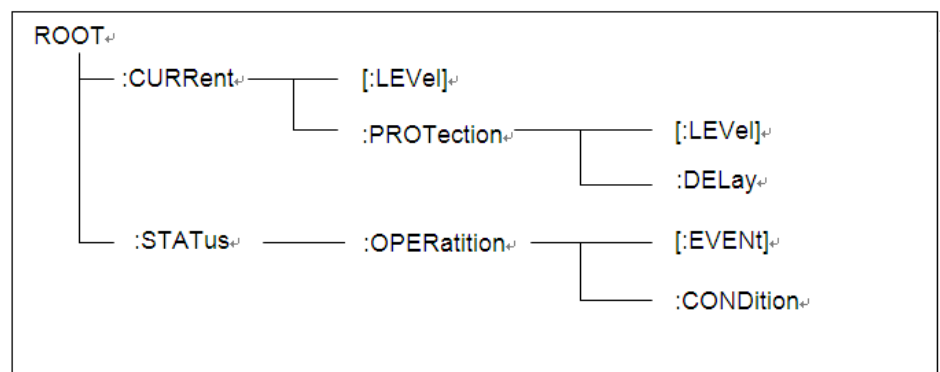 ROOT↵
:CURRent↵ [:LEVel]↵
:PROTection↵ [:LEVel]↵
:DELay↵
:STATus↵ :OPERatition↵ [:EVENt]↵
:CONDition↵